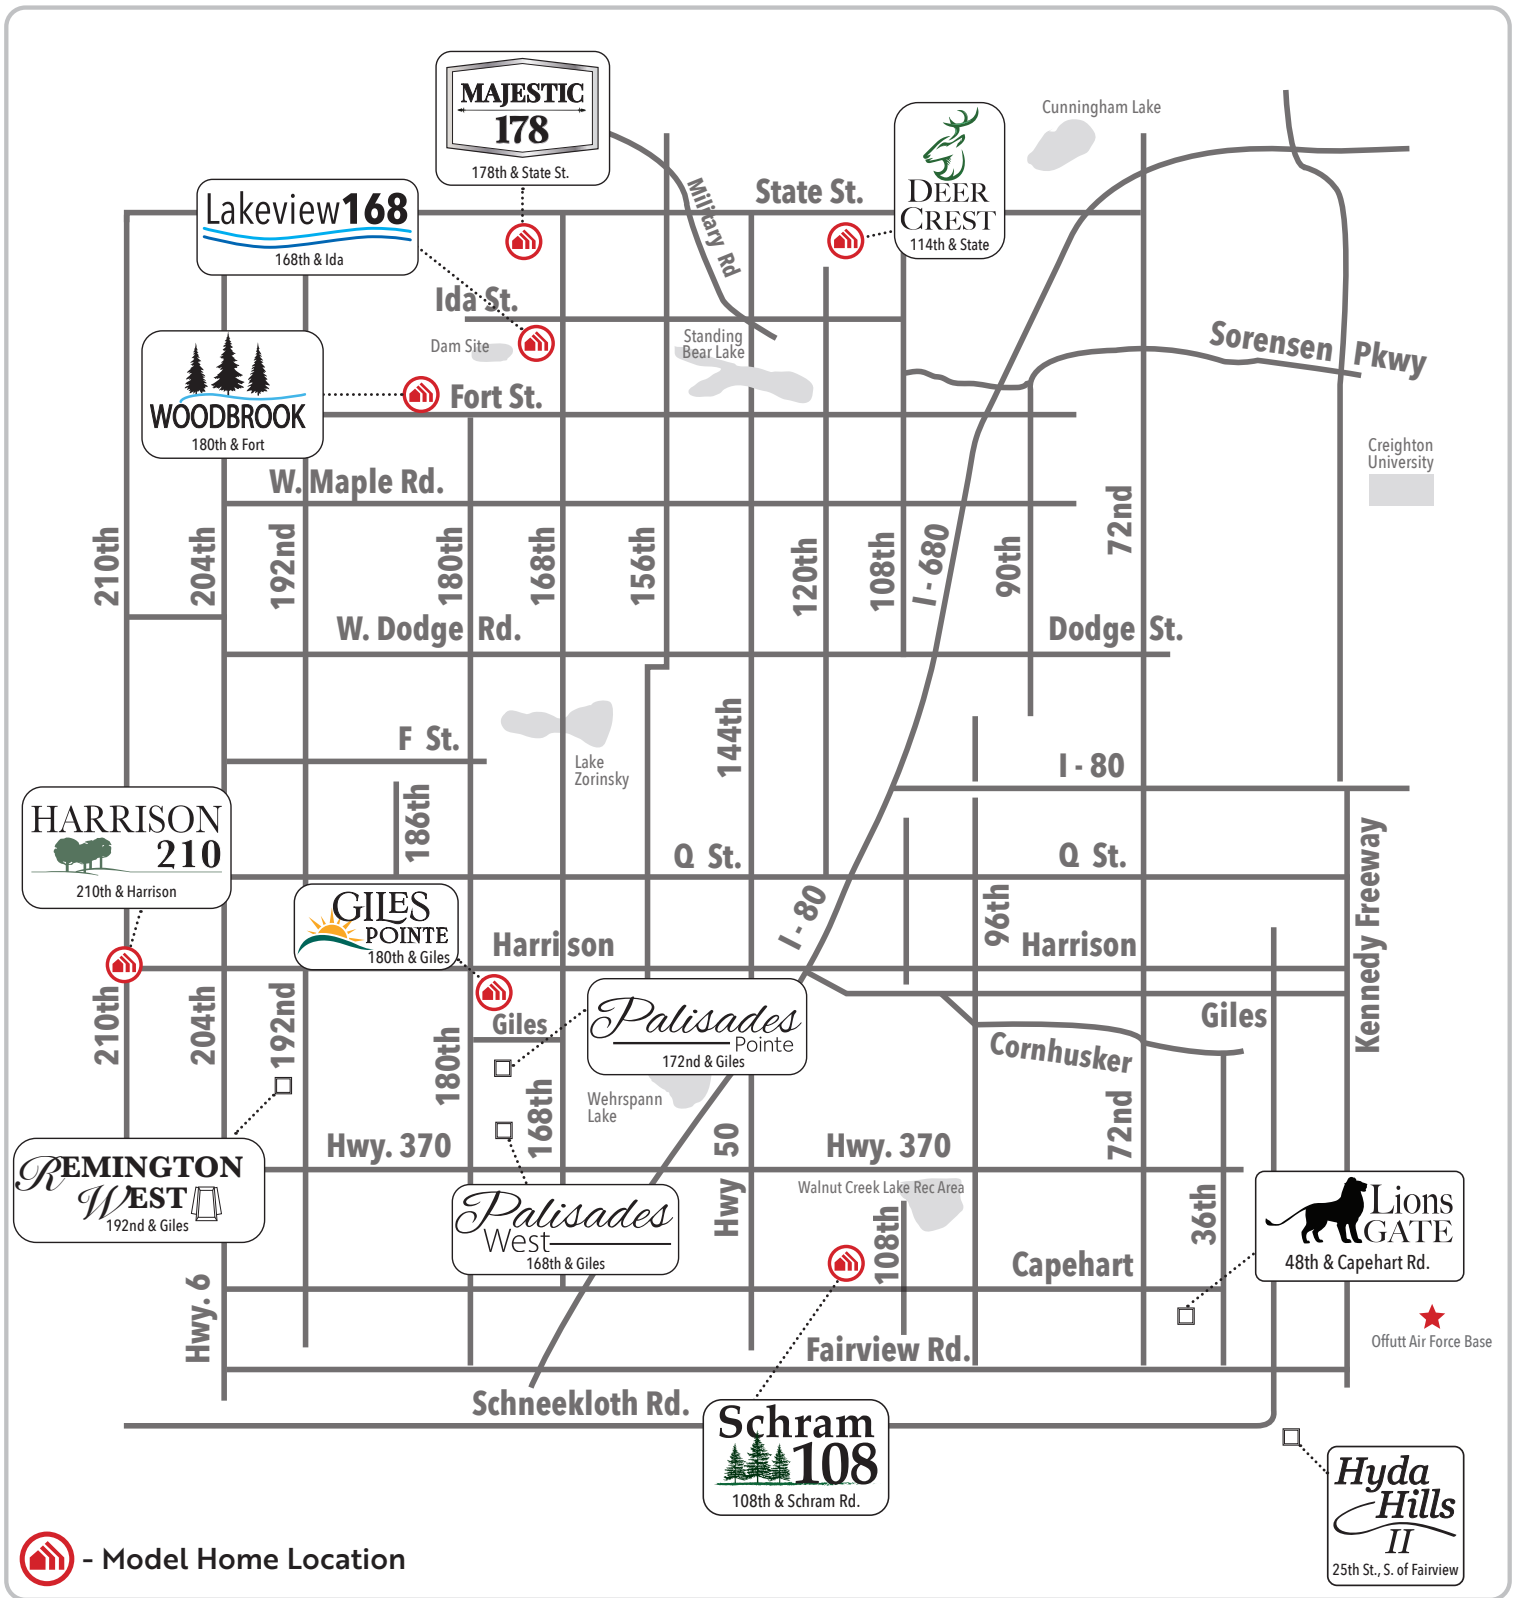 Cunningham Lake
MAJESTIC
178
178th & State St.
DEER
CREST
114th & State
State St.
Military Rd
Lakeview168
168th & Ida
Ida St.
Dam Site
Standing
Bear Lake
Sorensen Pkwy
WOODBROOK
180th & Fort
Fort St.
Creighton
University
W. Maple Rd.
210th
204th
192nd
180th
168th
156th
120th
108th
I - 680
90th
72nd
W. Dodge Rd.
Dodge St.
144th
F St.
Lake
Zorinsky
I - 80
186th
HARRISON
210
210th & Harrison
Q St.
Q St.
Kennedy Freeway
GILES
POINTE
180th & Giles
I - 80
96th
Harrison
Harrison
210th
204th
192nd
180th
Giles
Palisades
Pointe
172nd & Giles
Giles
Cornhusker
168th
Wehrspann
Lake
72nd
Hwy. 370
Hwy 50
Hwy. 370
REMINGTON
WEST
192nd & Giles
Walnut Creek Lake Rec Area
36th
Lions
GATE
48th & Capehart Rd.
Palisades
West
168th & Giles
108th
Capehart
Hwy. 6
Offutt Air Force Base
Fairview Rd.
Schneekloth Rd.
Schram
108
108th & Schram Rd.
Hyda
Hills
II
25th St., S. of Fairview
- Model Home Location